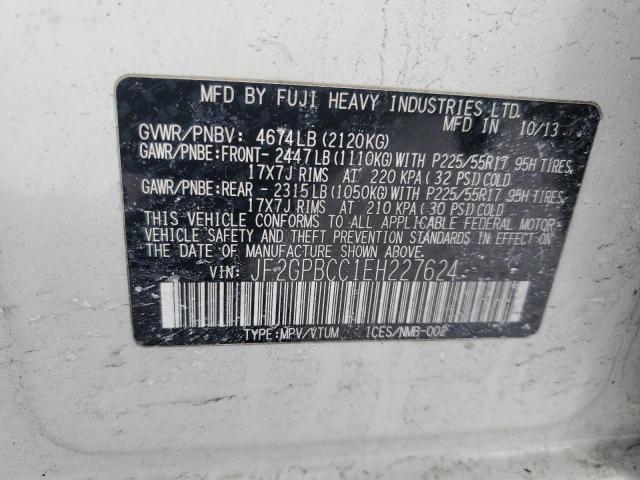 MFD BY FUJI HEAVY INDUSTRIES LTD.
MFD IN 10/13
GVWR/PNBV: 4674LB (2120KG)
GAWR/PNBE:FRONT- 2447LB (1110KG) WITH P225/55R17 95H TIRES,
17X7J RIMS AT 220 KPA (32 PSI) COLD
GAWR/PNBE:REAR - 2315LB (1050KG) WITH P225/55R17 95H TIRES,
17X7J RIMS AT 210 KPA (30 PSI) COLD
THIS VEHICLE CONFORMS TO ALL APPLICABLE FEDERAL MOTOR
VEHICLE SAFETY AND THEFT PREVENTION STANDARDS IN EFFECT ON
THE DATE OF MANUFACTURE SHOWN ABOVE.
VIN: JF2GPBCC1EH227624
TYPE:MPV/VTUM 1CES/NMB-002